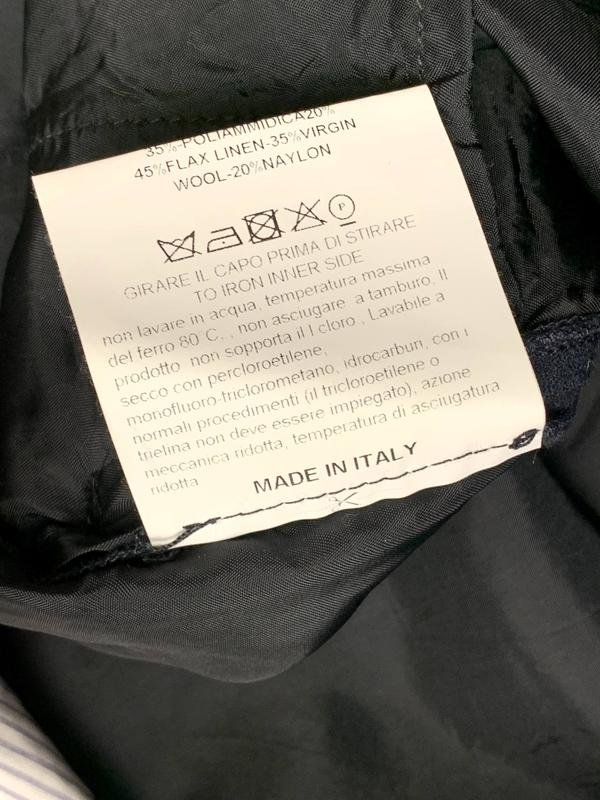 35%-POLIAMMIDICA20%
45%FLAX LINEN-35%VIRGIN
WOOL-20%NAYLON
P
GIRARE IL CAPO PRIMA DI STIRARE
TO IRON INNER SIDE
non lavare in acqua, temperatura massima
del ferro 80 C. , non asciugare a tamburo. Il
prodotto non sopporta il l cloro , Lavabile a
secco con percloroetilene,
monofluoro-triclorometano, idrocarburi, con i
normali procedimenti (il tricloroetilene o
trielina non deve essere impiegato), azione
meccanica ridotta, temperatura di asciugatura
ridotta
MADE IN ITALY